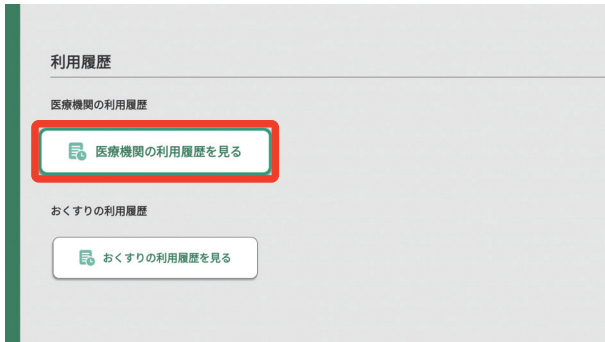 利用履歴
医療機関の利用履歴
医療機関の利用履歴を見る
おくすりの利用履歴
おくすりの利用履歴を見る